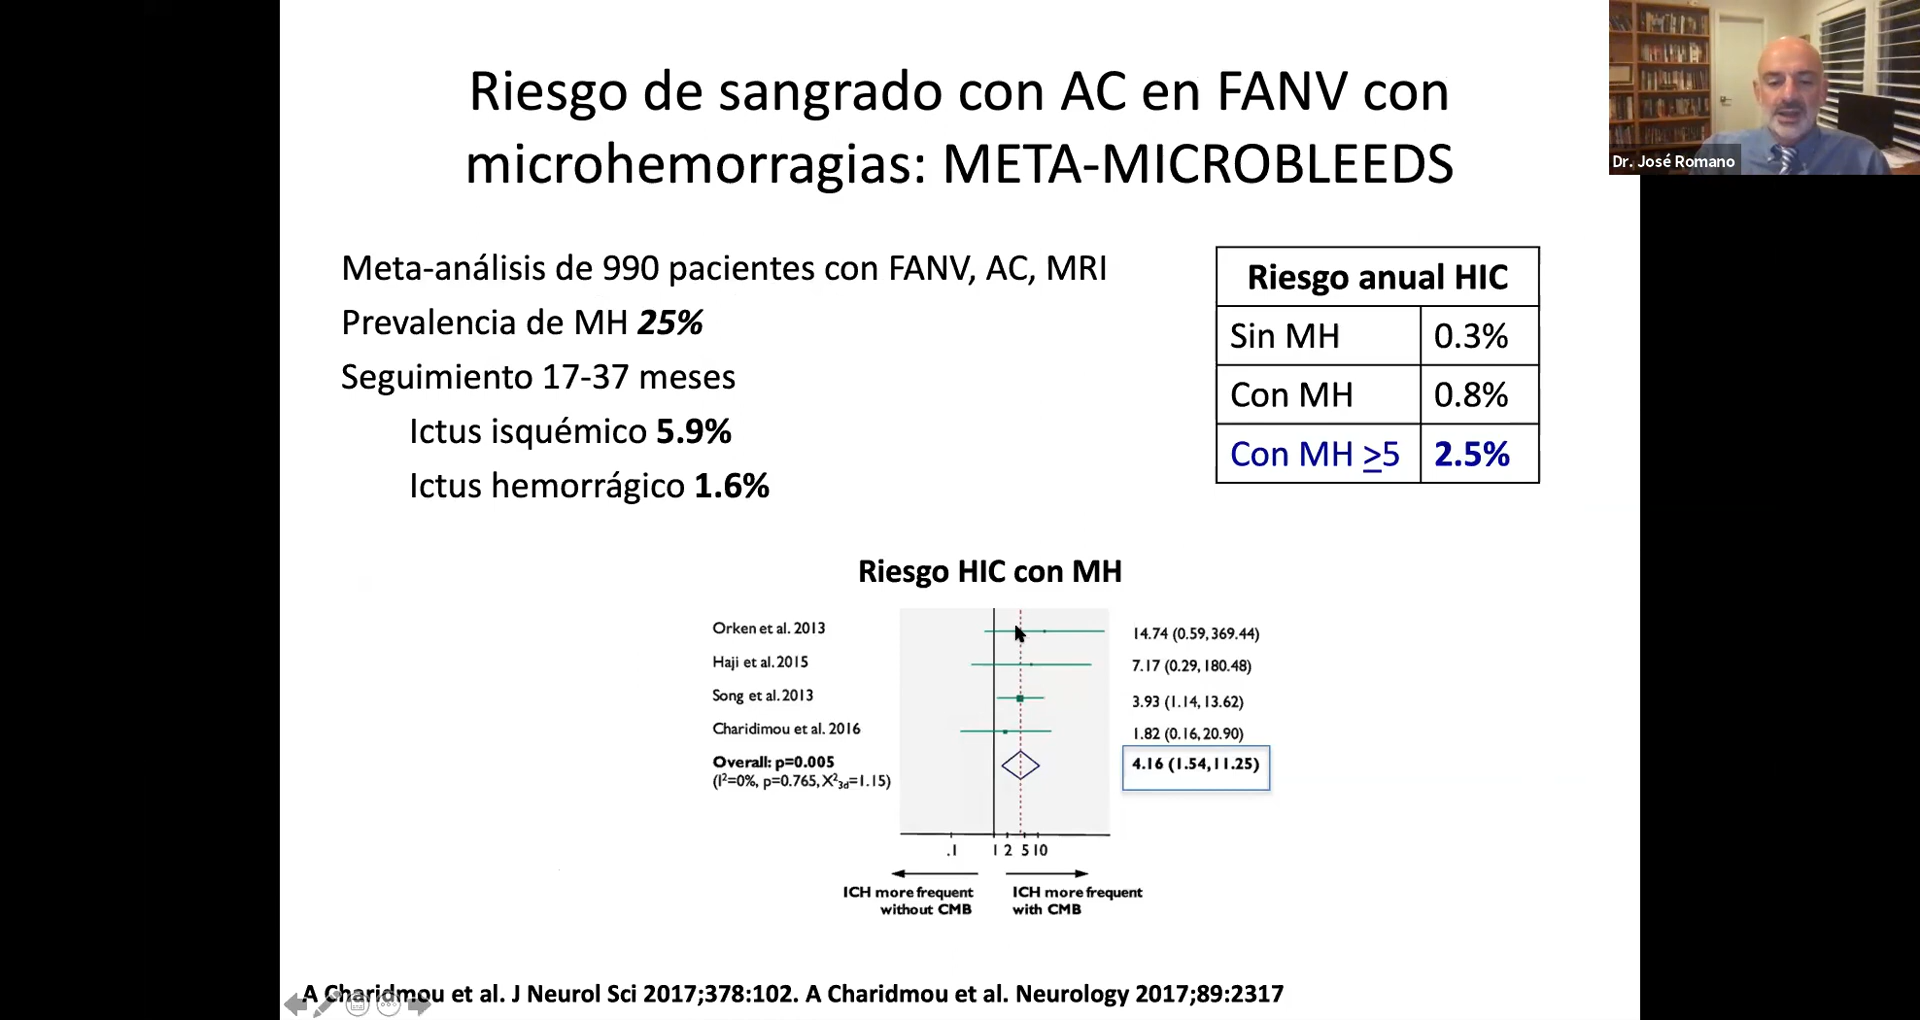 Riesgo de sangrado con AC en FANV con
microhemorragias: META-MICROBLEEDS
Dr. José Romano
Meta-análisis de 990 pacientes con FANV, AC, MRI
Prevalencia de MH 25%
Seguimiento 17-37 meses
Ictus isquémico 5.9%
Ictus hemorrágico 1.6%
Riesgo anual HIC
Sin MH 0.3%
Con MH 0.8%
Con MH ≥5 2.5%
Riesgo HIC con MH
Orken et al. 2013 14.74 (0.59, 369.44)
Haji et al. 2015 7.17 (0.29, 180.48)
Song et al. 2013 3.93 (1.14, 13.62)
Charidimou et al. 2016 1.82 (0.16, 20.90)
Overall: p=0.005 4.16 (1.54, 11.25)
(I²=0%, p=0.765, X²3d=1.15)
.1 1 2 5 10
ICH more frequent
without CMB
ICH more frequent
with CMB
A Charidmou et al. J Neurol Sci 2017;378:102. A Charidmou et al. Neurology 2017;89:2317